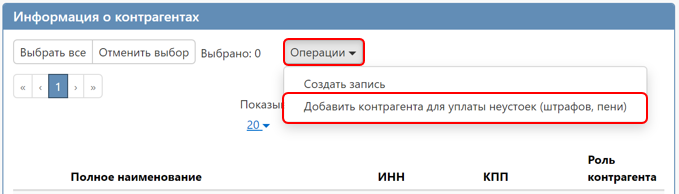 Информация о контрагентах
Выбрать все Отменить выбор Выбрано: 0 Операции
« ‹ 1 › »
Создать запись
Добавить контрагента для уплаты неустоек (штрафов, пени)
20
Полное наименование ИНН КПП Роль контрагента